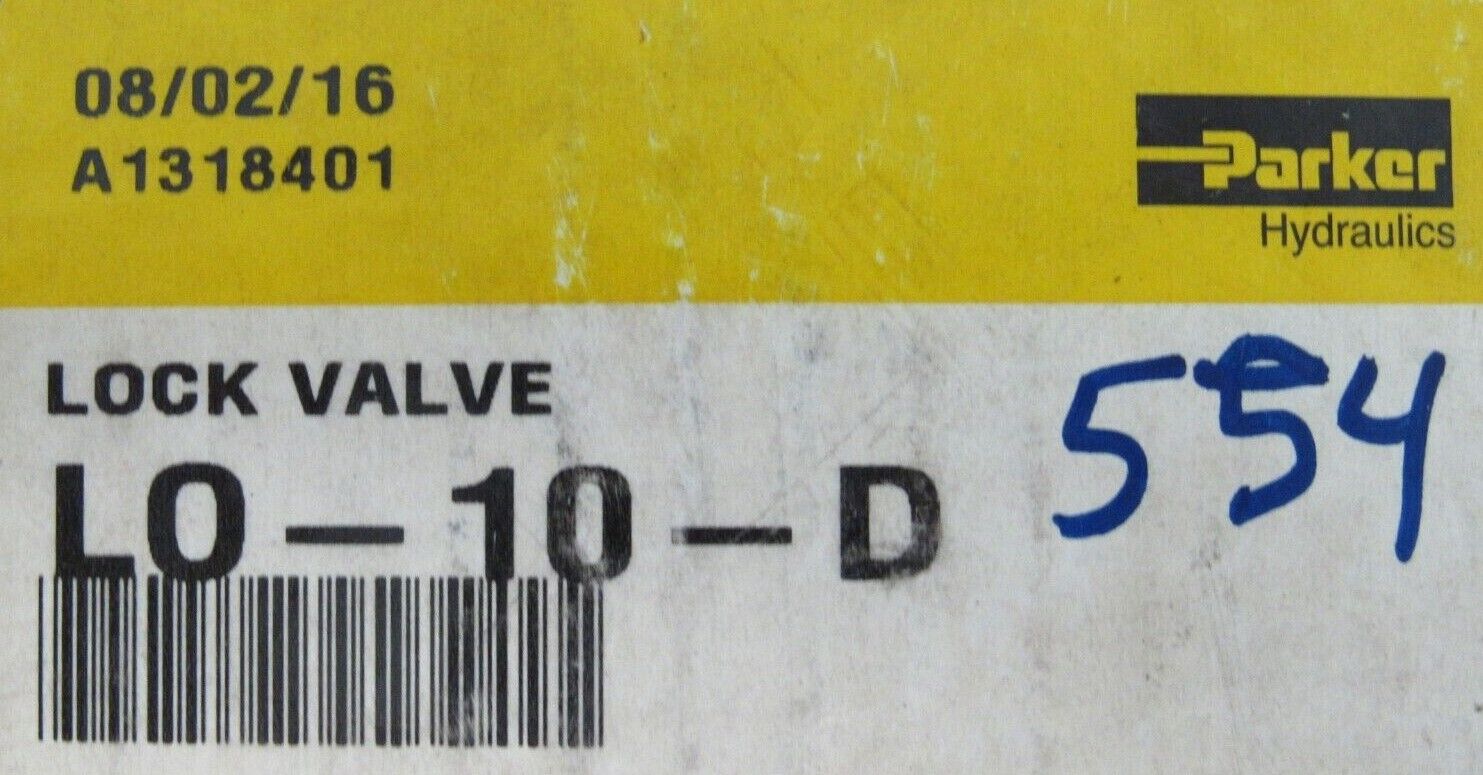 08/02/16
A1318401
Parker
Hydraulics
LOCK VALVE
LO-10-D
554